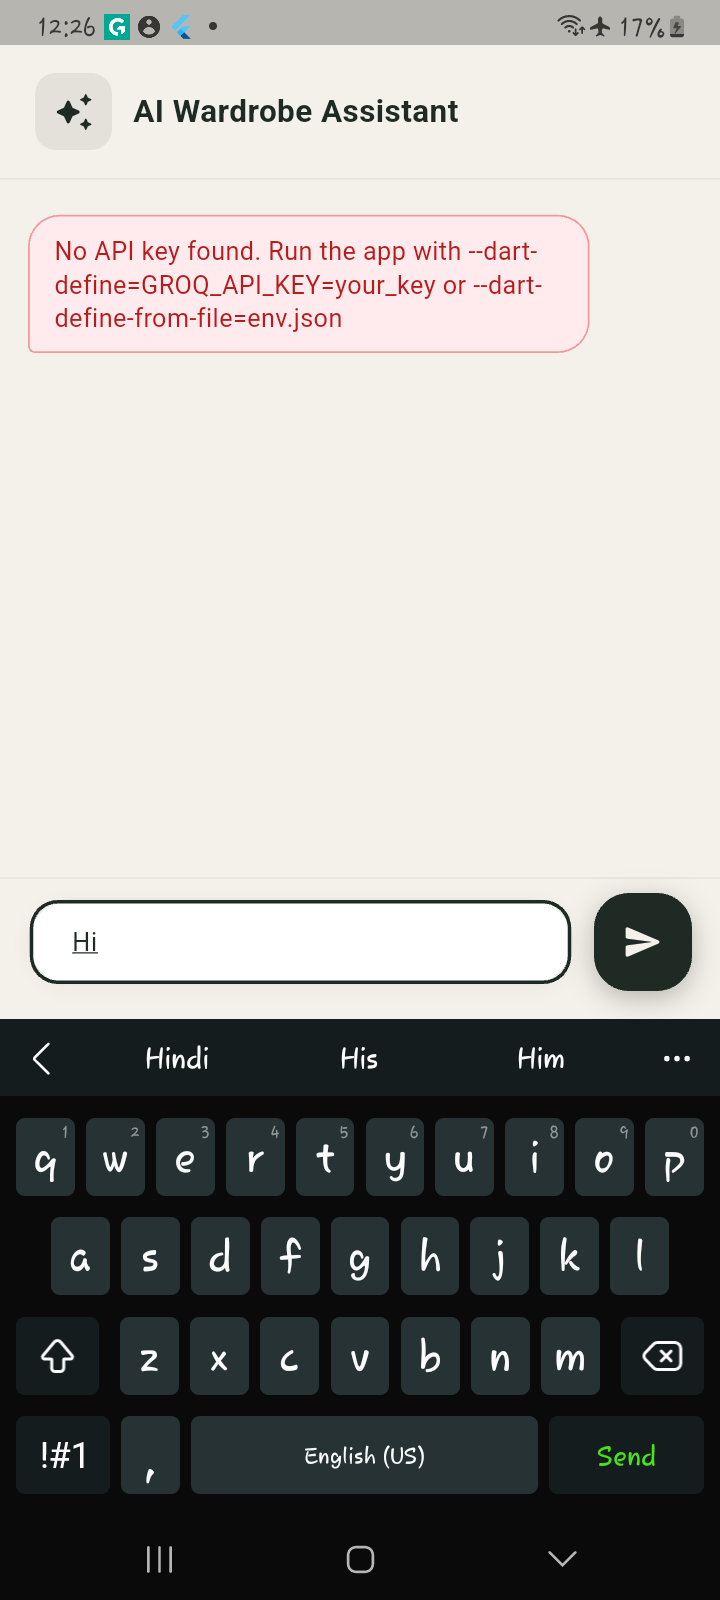 12:26 G 17%
AI Wardrobe Assistant
No API key found. Run the app with --dart-
define=GROQ_API_KEY=your_key or --dart-
define-from-file=env.json
Hi
Hindi His Him
1 2 3 4 5 6 7 8 9 0
q w e r t y u i o p
a s d f g h j k l
z x c v b n m
!#1 , English (US) Send